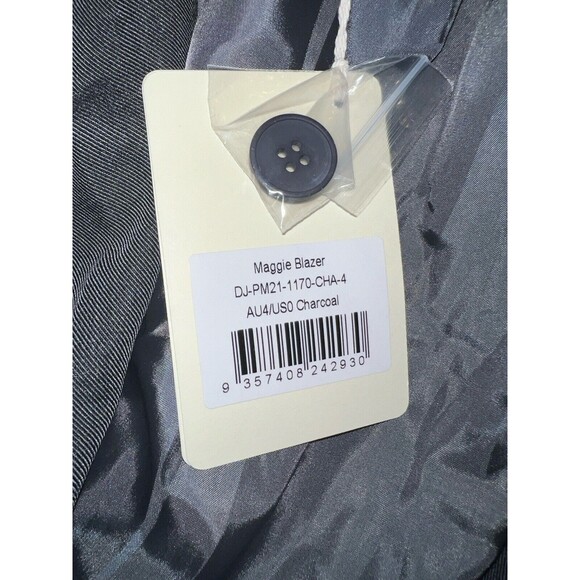 Maggie Blazer
DJ-PM21-1170-CHA-4
AU4/US0 Charcoal
9 357408 242930